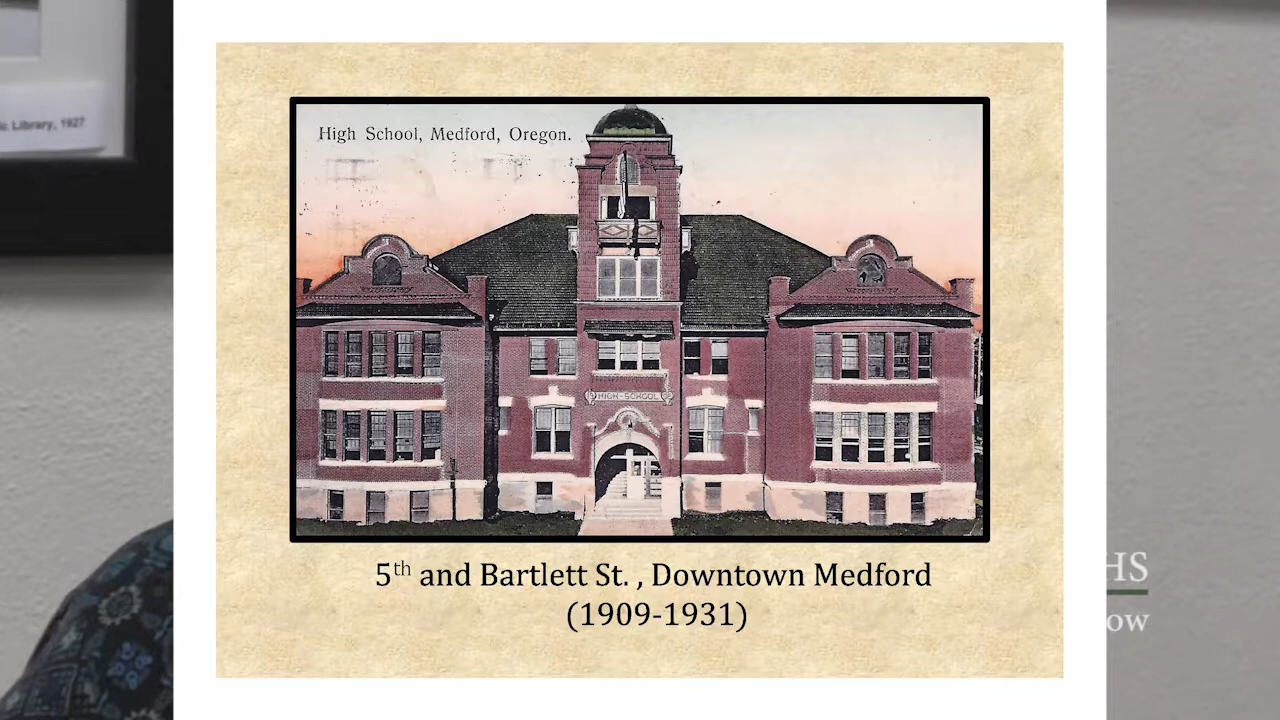 High School, Medford, Oregon.
HIGH-SCHOOL
5th and Bartlett St. , Downtown Medford
(1909-1931)
Library, 1927
HS
ow